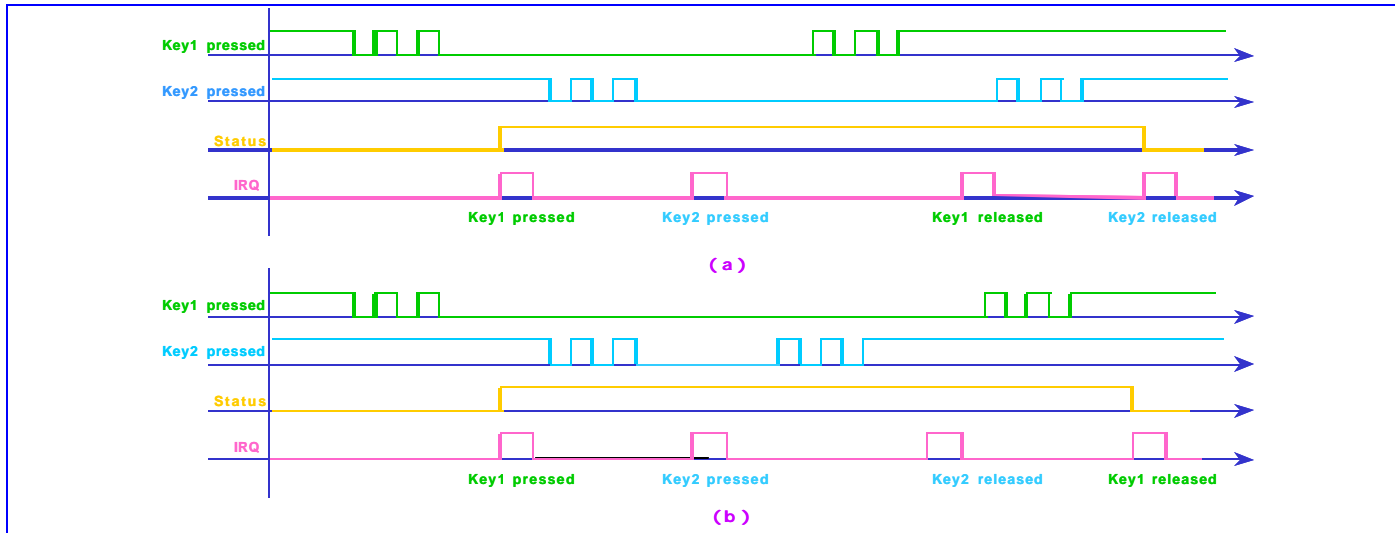 Key1 pressed
Key2 pressed
Status
IRQ
Key1 pressed Key2 pressed Key1 released Key2 released
(a)
Key1 pressed
Key2 pressed
Status
IRQ
Key1 pressed Key2 pressed Key2 released Key1 released
(b)